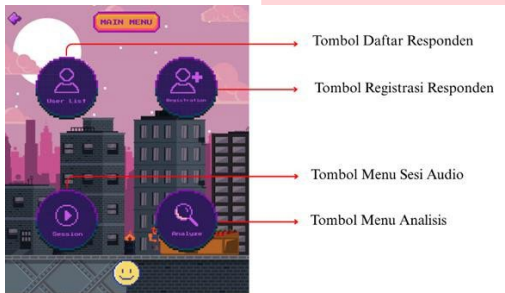 MAIN MENU
Tombol Daftar Responden
User List
Registration
Tombol Registrasi Responden
Tombol Menu Sesi Audio
Session
Analyze
Tombol Menu Analisis